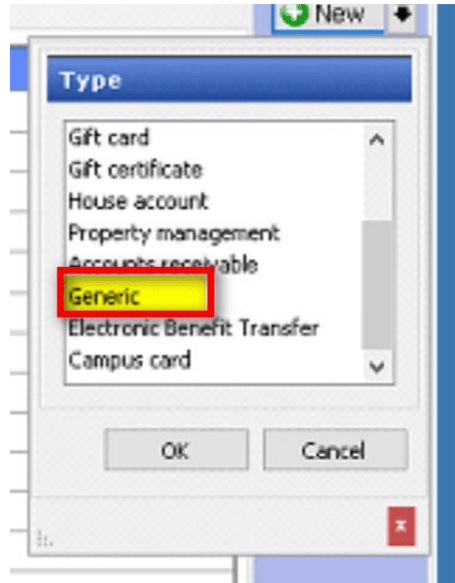 New
Type
Gift card
Gift certificate
House account
Property management
Accounts receivable
Generic
Electronic Benefit Transfer
Campus card
OK
Cancel
x